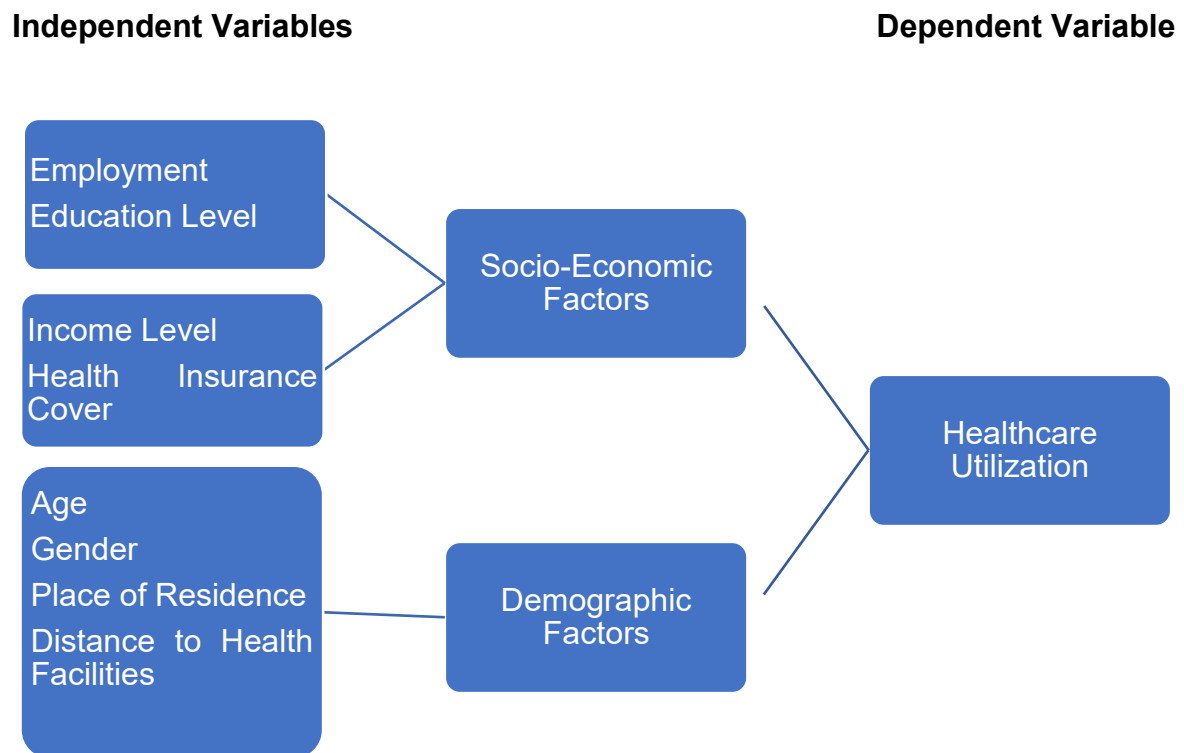 Independent Variables
Dependent Variable
Employment
Education Level
Income Level
Health Insurance
Cover
Age
Gender
Place of Residence
Distance to Health
Facilities
Socio-Economic
Factors
Demographic
Factors
Healthcare
Utilization